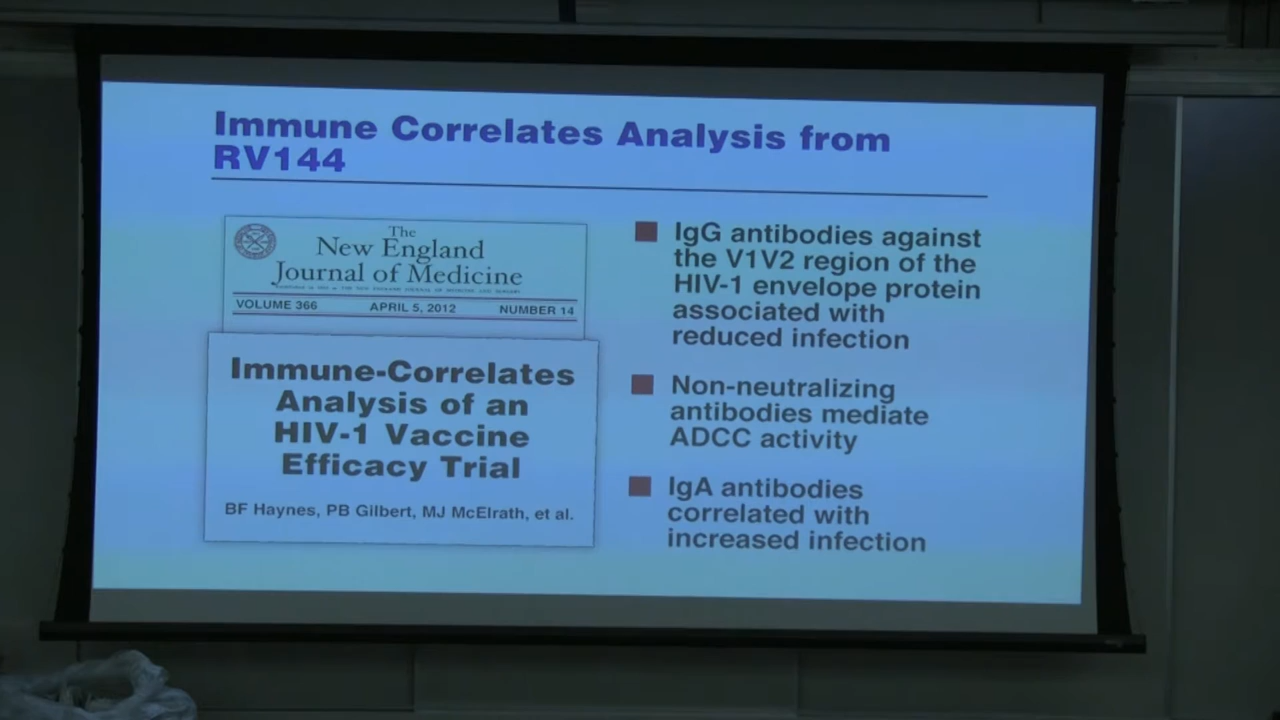 Immune Correlates Analysis from
RV144
The
New England
Journal of Medicine
VOLUME 366 APRIL 5, 2012 NUMBER 14
Immune-Correlates
Analysis of an
HIV-1 Vaccine
Efficacy Trial
BF Haynes, PB Gilbert, MJ McElrath, et al.
IgG antibodies against
the V1V2 region of the
HIV-1 envelope protein
associated with
reduced infection
Non-neutralizing
antibodies mediate
ADCC activity
IgA antibodies
correlated with
increased infection